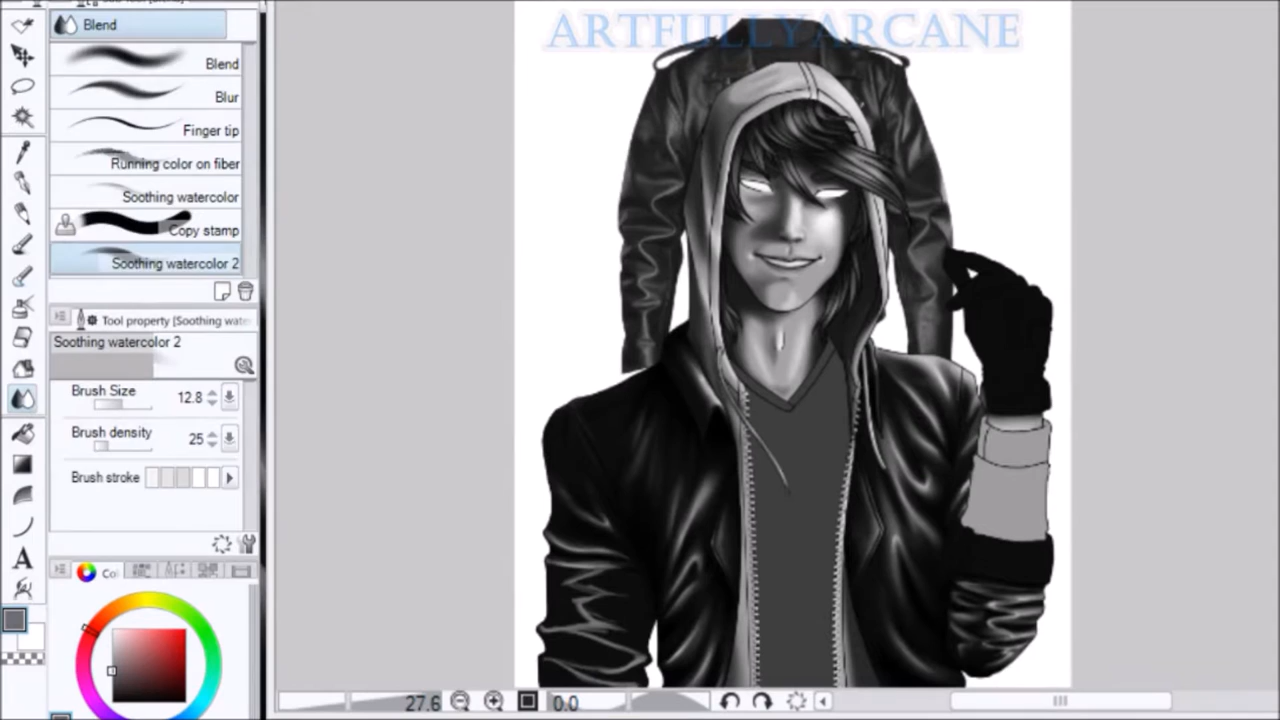 Blend
Blend
Blur
Finger tip
Running color on fiber
Soothing watercolor
Copy stamp
Soothing watercolor 2
Tool property [Soothing wate
Soothing watercolor 2
Brush Size 12.8
Brush density 25
Brush stroke
Co
A
27.6 0.0
ARTFULLYARCANE